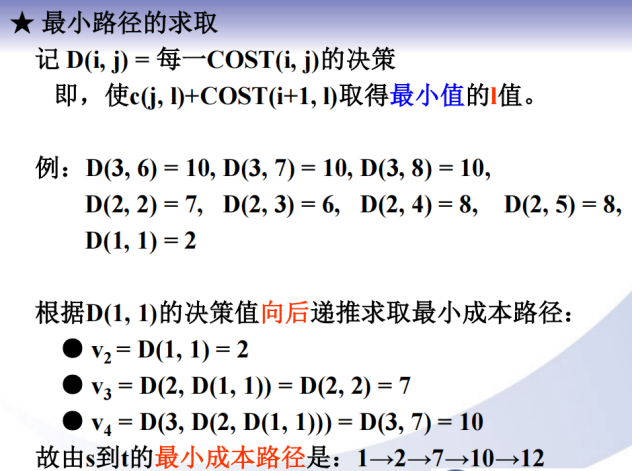 ★ 最小路径的求取
记 D(i, j) = 每一COST(i, j)的决策
即，使c(j, l)+COST(i+1, l)取得最小值的l值。
例：D(3, 6) = 10, D(3, 7) = 10, D(3, 8) = 10,
D(2, 2) = 7, D(2, 3) = 6, D(2, 4) = 8, D(2, 5) = 8,
D(1, 1) = 2
根据D(1, 1)的决策值向后递推求取最小成本路径：
● v₂ = D(1, 1) = 2
● v₃ = D(2, D(1, 1)) = D(2, 2) = 7
● v₄ = D(3, D(2, D(1, 1))) = D(3, 7) = 10
故由s到t的最小成本路径是：1→2→7→10→12